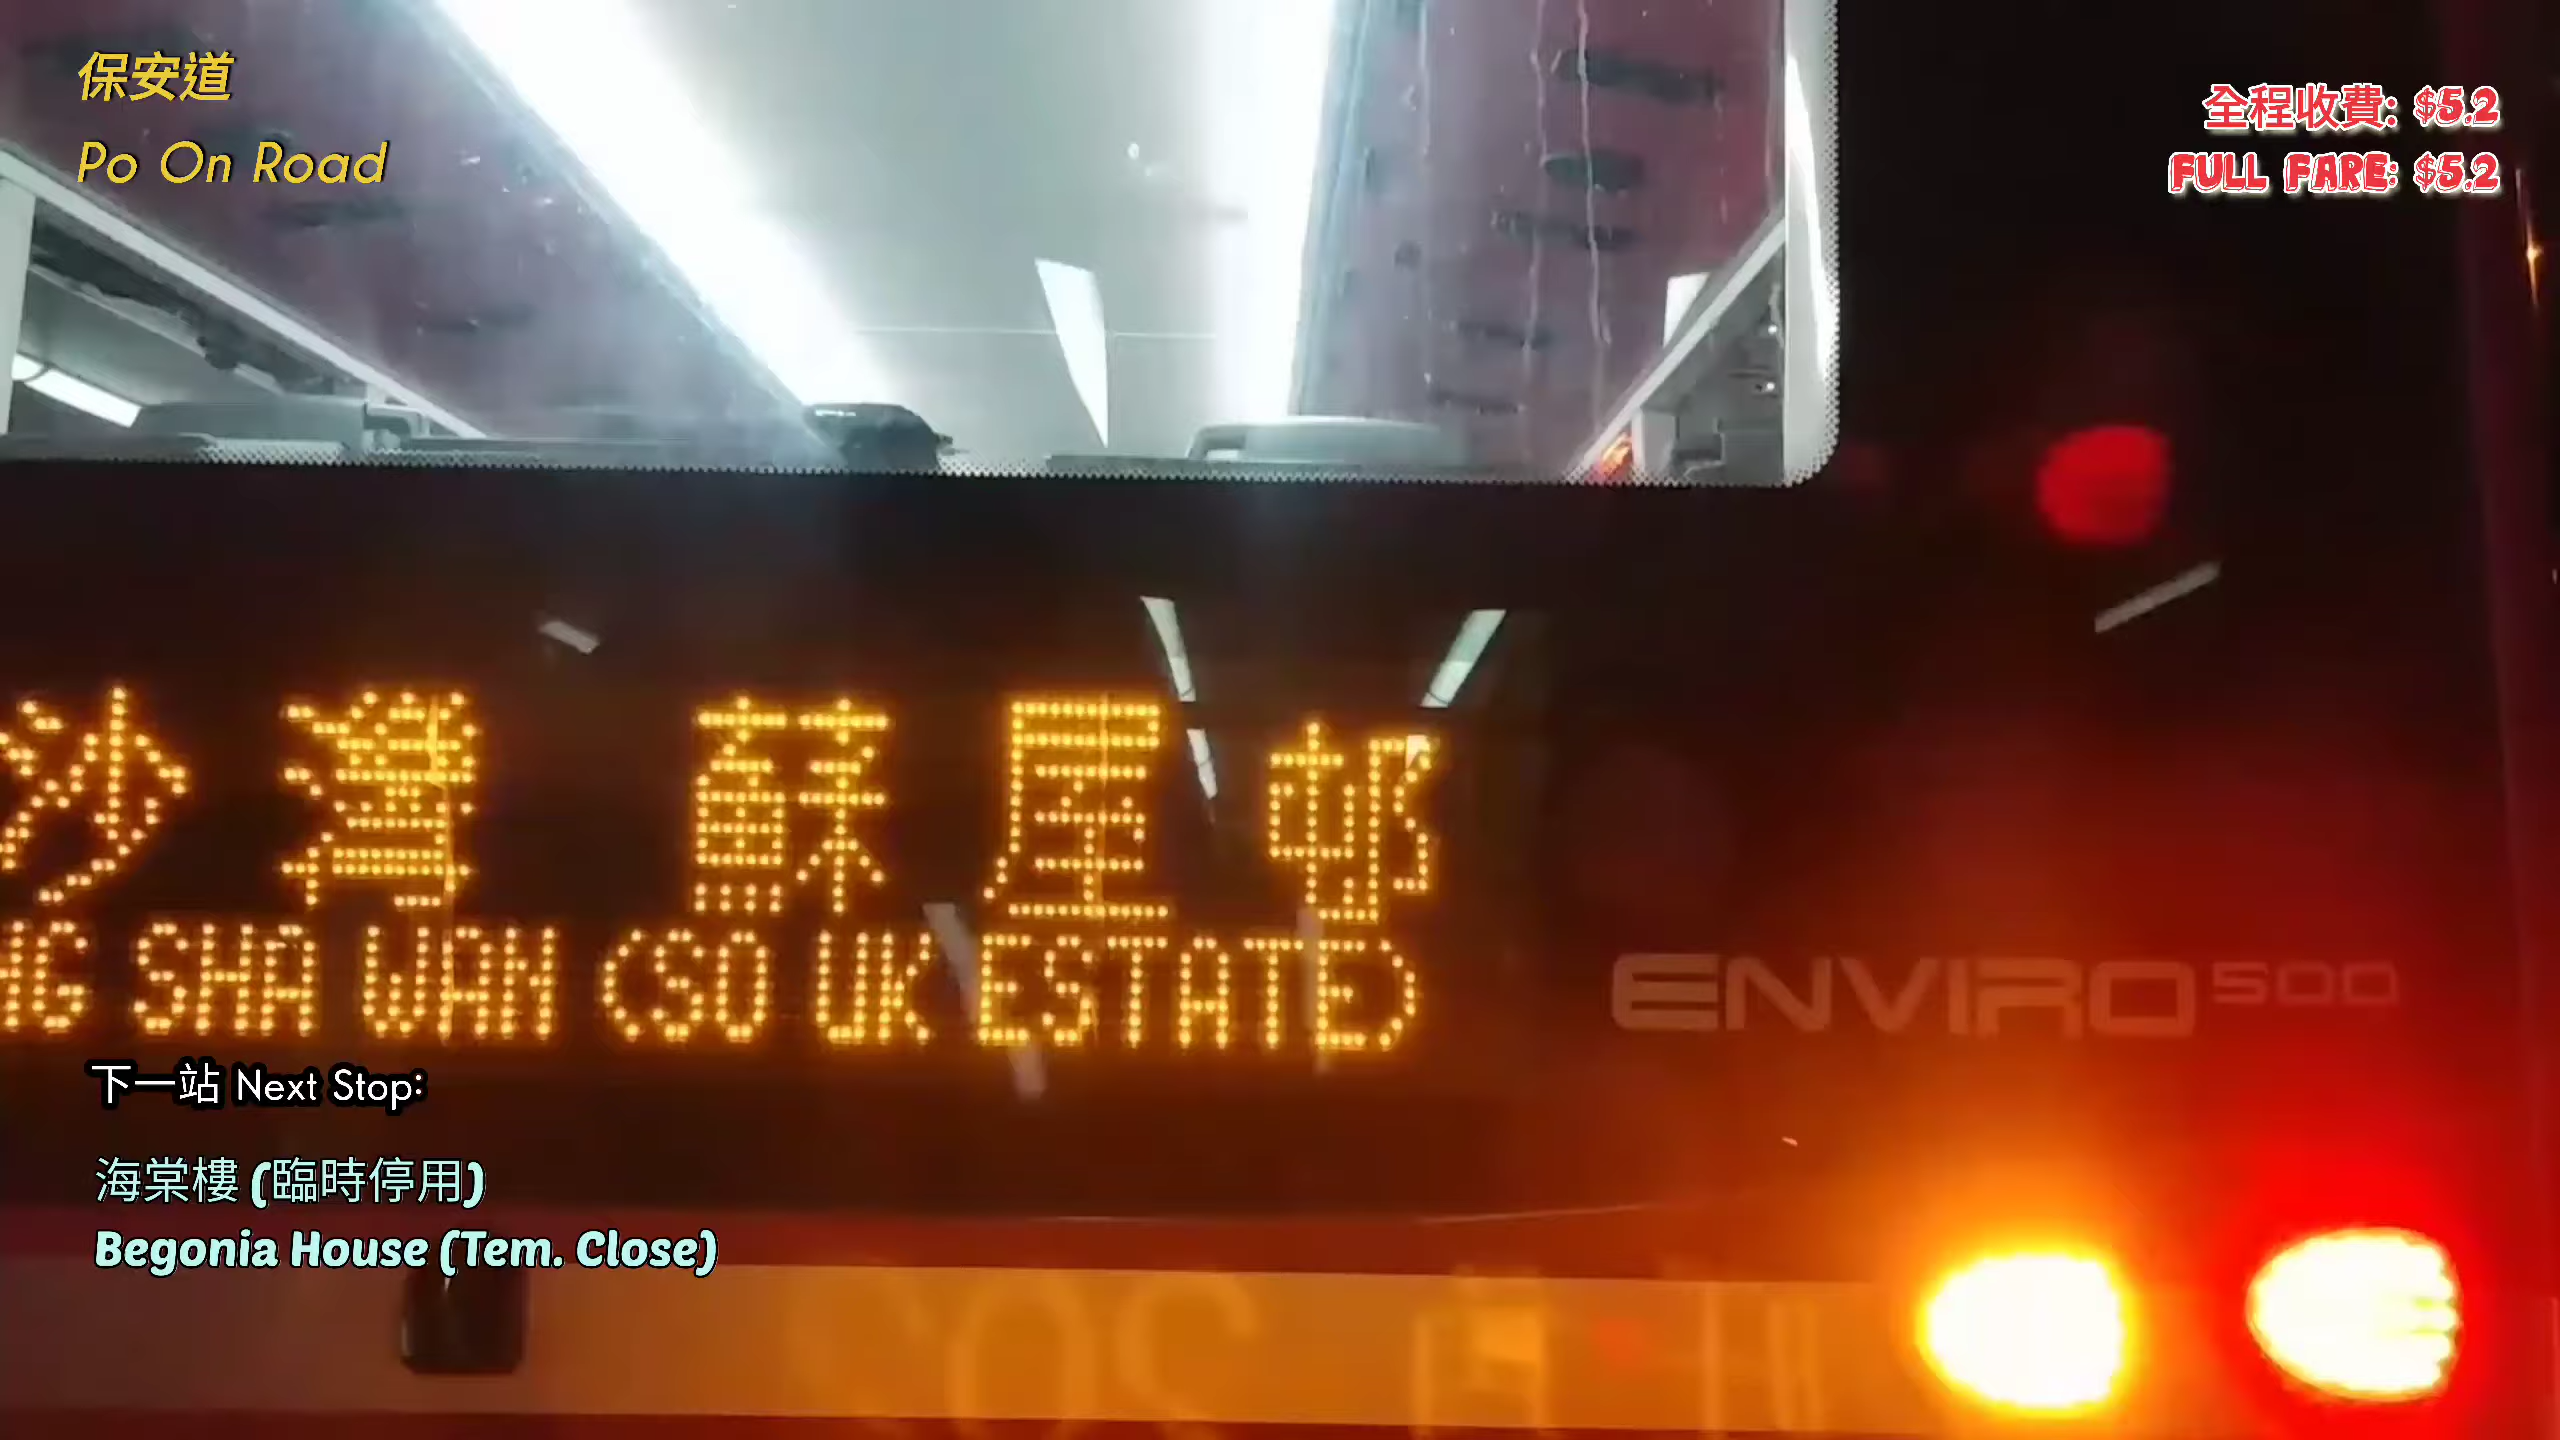 保安道
Po On Road
全程收費: $5.2
FULL FARE: $5.2
沙灣 蘇屋邨
NG SHA WAN (SO UK ESTATE)
ENVIRO500
下一站 Next Stop:
海棠樓 (臨時停用)
Begonia House (Tem. Close)